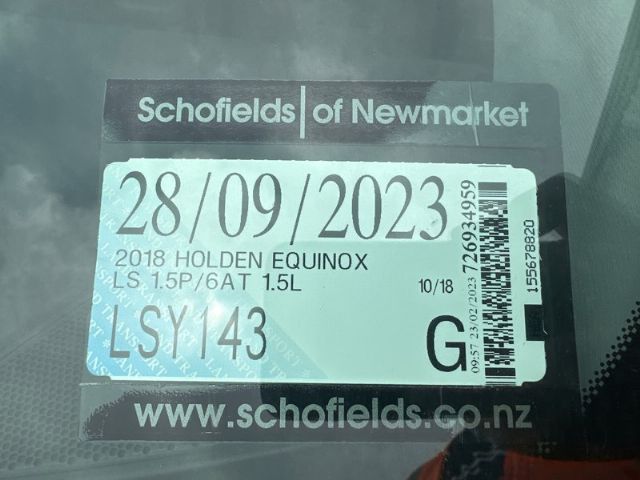 Schofields of Newmarket
28/09/2023
2018 HOLDEN EQUINOX
LS 1.5P/6AT 1.5L
10/18
LSY143
G
09:57 23/02/2023 726934959
155678820
www.schofields.co.nz